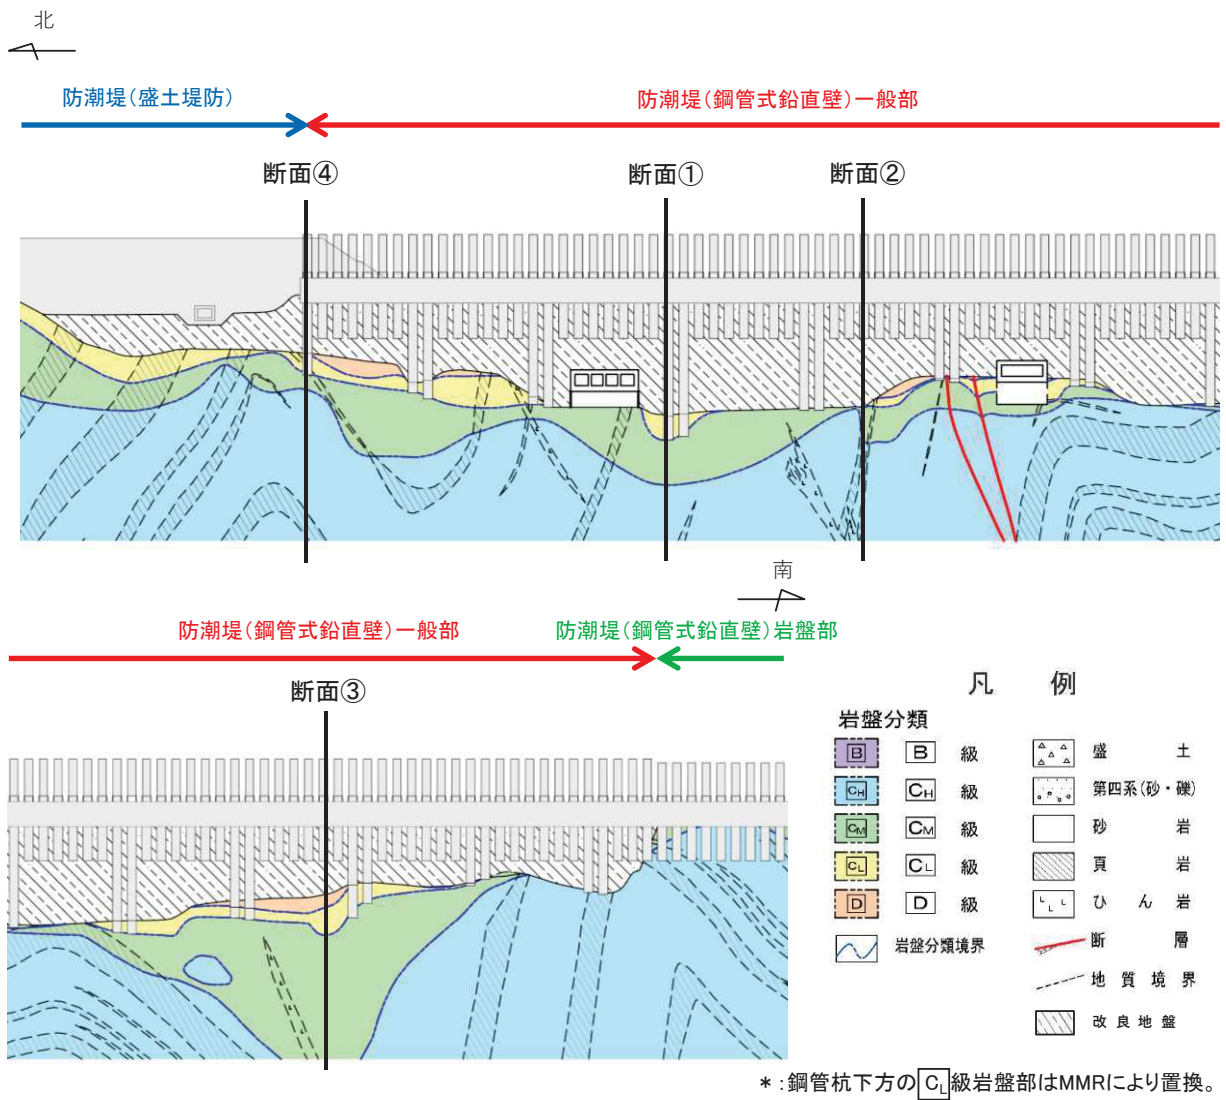 北
防潮堤(盛土堤防)
防潮堤(鋼管式鉛直壁)一般部
断面④
断面①
断面②
南
防潮堤(鋼管式鉛直壁)一般部
防潮堤(鋼管式鉛直壁)岩盤部
断面③
凡 例
岩盤分類
B B 級
CH CH 級
CM CM 級
CL CL 級
D D 級
岩盤分類境界
盛土
第四系(砂・礫)
砂岩
頁岩
ひん岩
断層
地質境界
改良地盤
*:鋼管杭下方のCL級岩盤部はMMRにより置換。